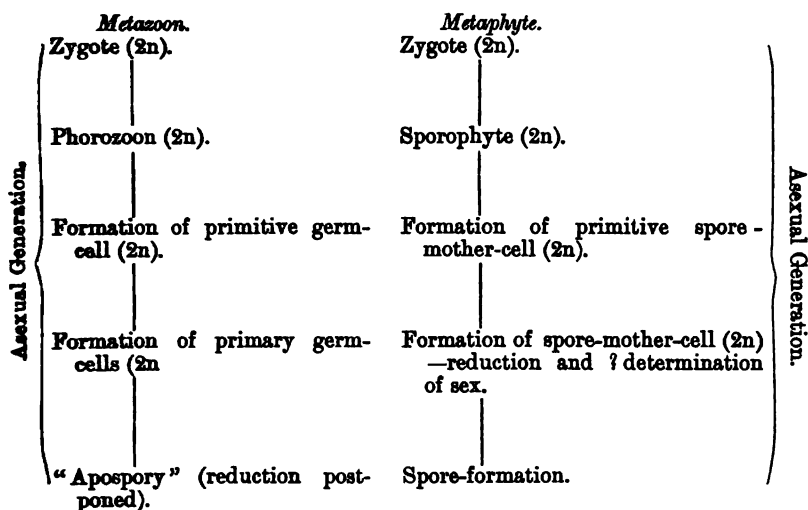 Metazoon. Metaphyte.
Zygote (2n). Zygote (2n).
Phorozoon (2n). Sporophyte (2n).
Formation of primitive germ- Formation of primitive spore-
cell (2n). mother-cell (2n).
Formation of primary germ- Formation of spore-mother-cell (2n)
cells (2n —reduction and ? determination
of sex.
“Apospory” (reduction post- Spore-formation.
poned).
Asexual Generation.
Asexual Generation.